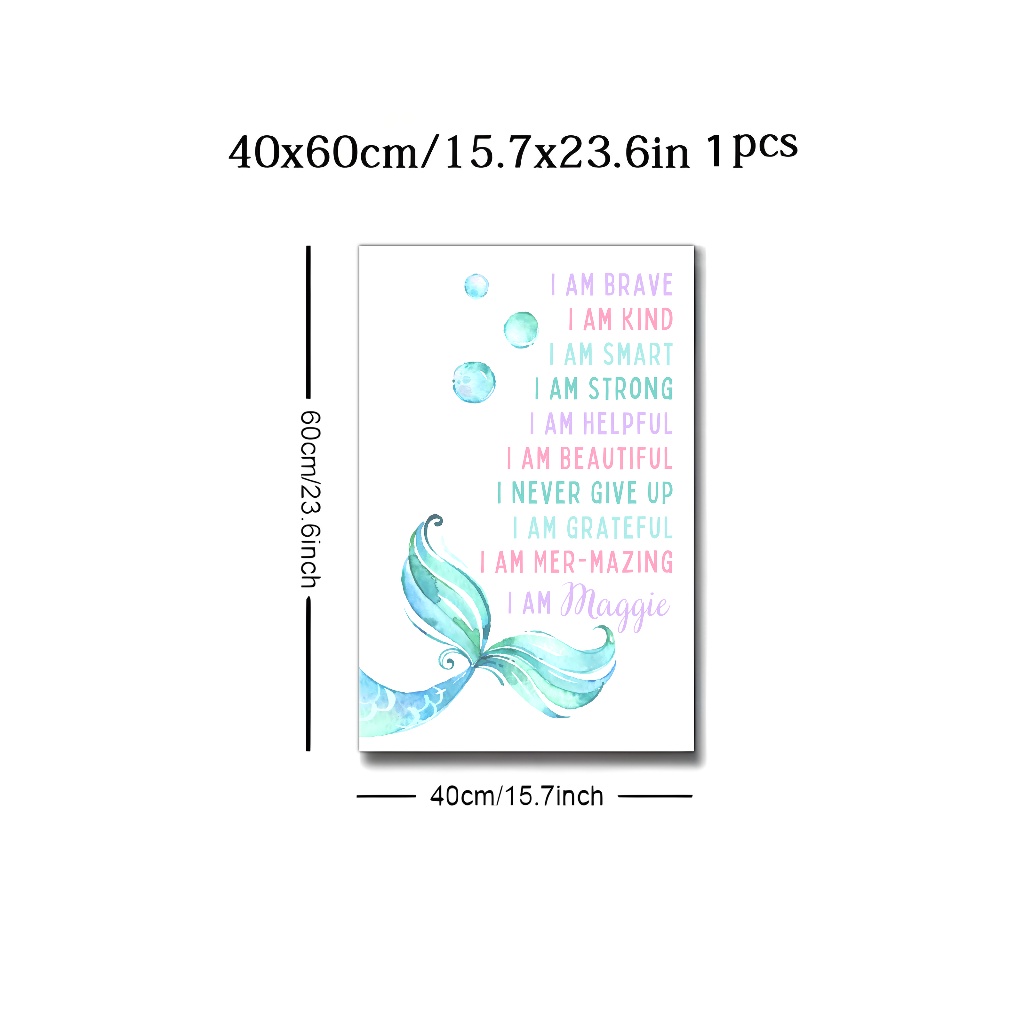 40x60cm/15.7x23.6in 1pcs
I AM BRAVE
I AM KIND
I AM SMART
I AM STRONG
I AM HELPFUL
I AM BEAUTIFUL
I NEVER GIVE UP
I AM GRATEFUL
I AM MER-MAZING
I AM Maggie
60cm/23.6inch
40cm/15.7inch